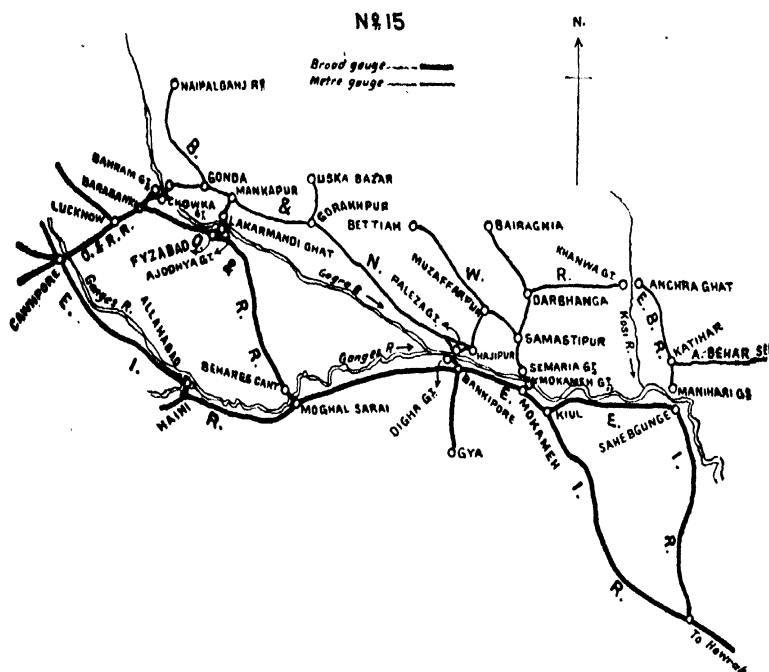 No 15
N.
Broad gauge
Metre gauge
NAIPALGANJ RD
B.
BAHRAM GT
GONDA
USKA BAZAR
MANKAPUR
&
BARABANKI
CHOWKA GT
GORAKHPUR
BETTIAH
BAIRAGNIA
LUCKNOW
LAKARMANDI GHAT
O. & R. R.
FYZABAD
AJODHYA GT
O. & R. R.
Gogra R.
N.
W.
R.
MUZAFFARPUR
PALEZA GT
KHANWA GT
ANCHRA GHAT
DARBHANGA
E. B. R.
CAWNPORE
Ganges R.
ALLAHABAD
Kosi R.
KATIHAR
A. BEHAR SEC
SAMASTIPUR
Ganges R.
HAJIPUR
SEMARIA GT
MOKAMEH GT
MANIHARI GT
E. I. R.
BENARES CANT
MOGHAL SARAI
DIGHA GT
BANKIPORE
E.
MOKAMEH
KIUL
E.
SAHEBGUNGE
NAINI
GYA
I.
I.
R.
R.
To Howrah